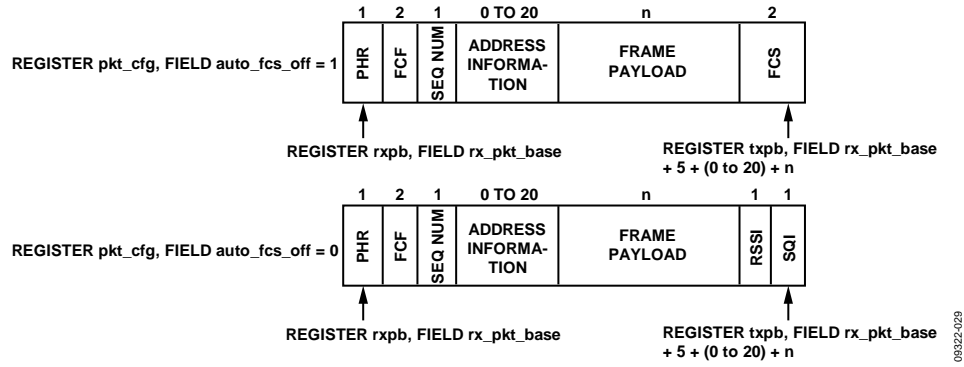 1 2 1 0 TO 20 n 2
REGISTER pkt_cfg, FIELD auto_fcs_off = 1
PHR
FCF
SEQ NUM
ADDRESS
INFORMA-
TION
FRAME
PAYLOAD
FCS
REGISTER rxpb, FIELD rx_pkt_base
REGISTER txpb, FIELD rx_pkt_base
+ 5 + (0 to 20) + n
1 2 1 0 TO 20 n 1 1
REGISTER pkt_cfg, FIELD auto_fcs_off = 0
PHR
FCF
SEQ NUM
ADDRESS
INFORMA-
TION
FRAME
PAYLOAD
RSSI
SQI
REGISTER rxpb, FIELD rx_pkt_base
REGISTER txpb, FIELD rx_pkt_base
+ 5 + (0 to 20) + n
09322-029